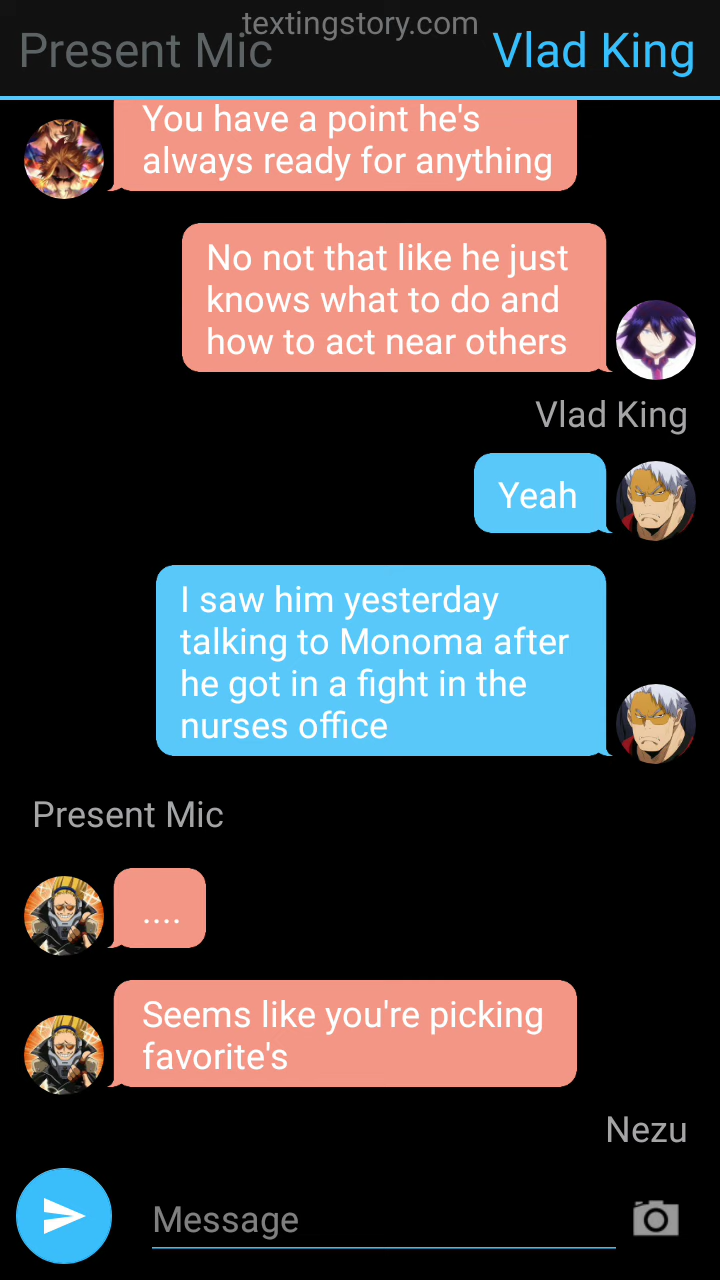 textingstory.com
Present Mic
Vlad King
You have a point he's
always ready for anything
No not that like he just
knows what to do and
how to act near others
Vlad King
Yeah
I saw him yesterday
talking to Monoma after
he got in a fight in the
nurses office
Present Mic
....
Seems like you're picking
favorite's
Nezu
Message